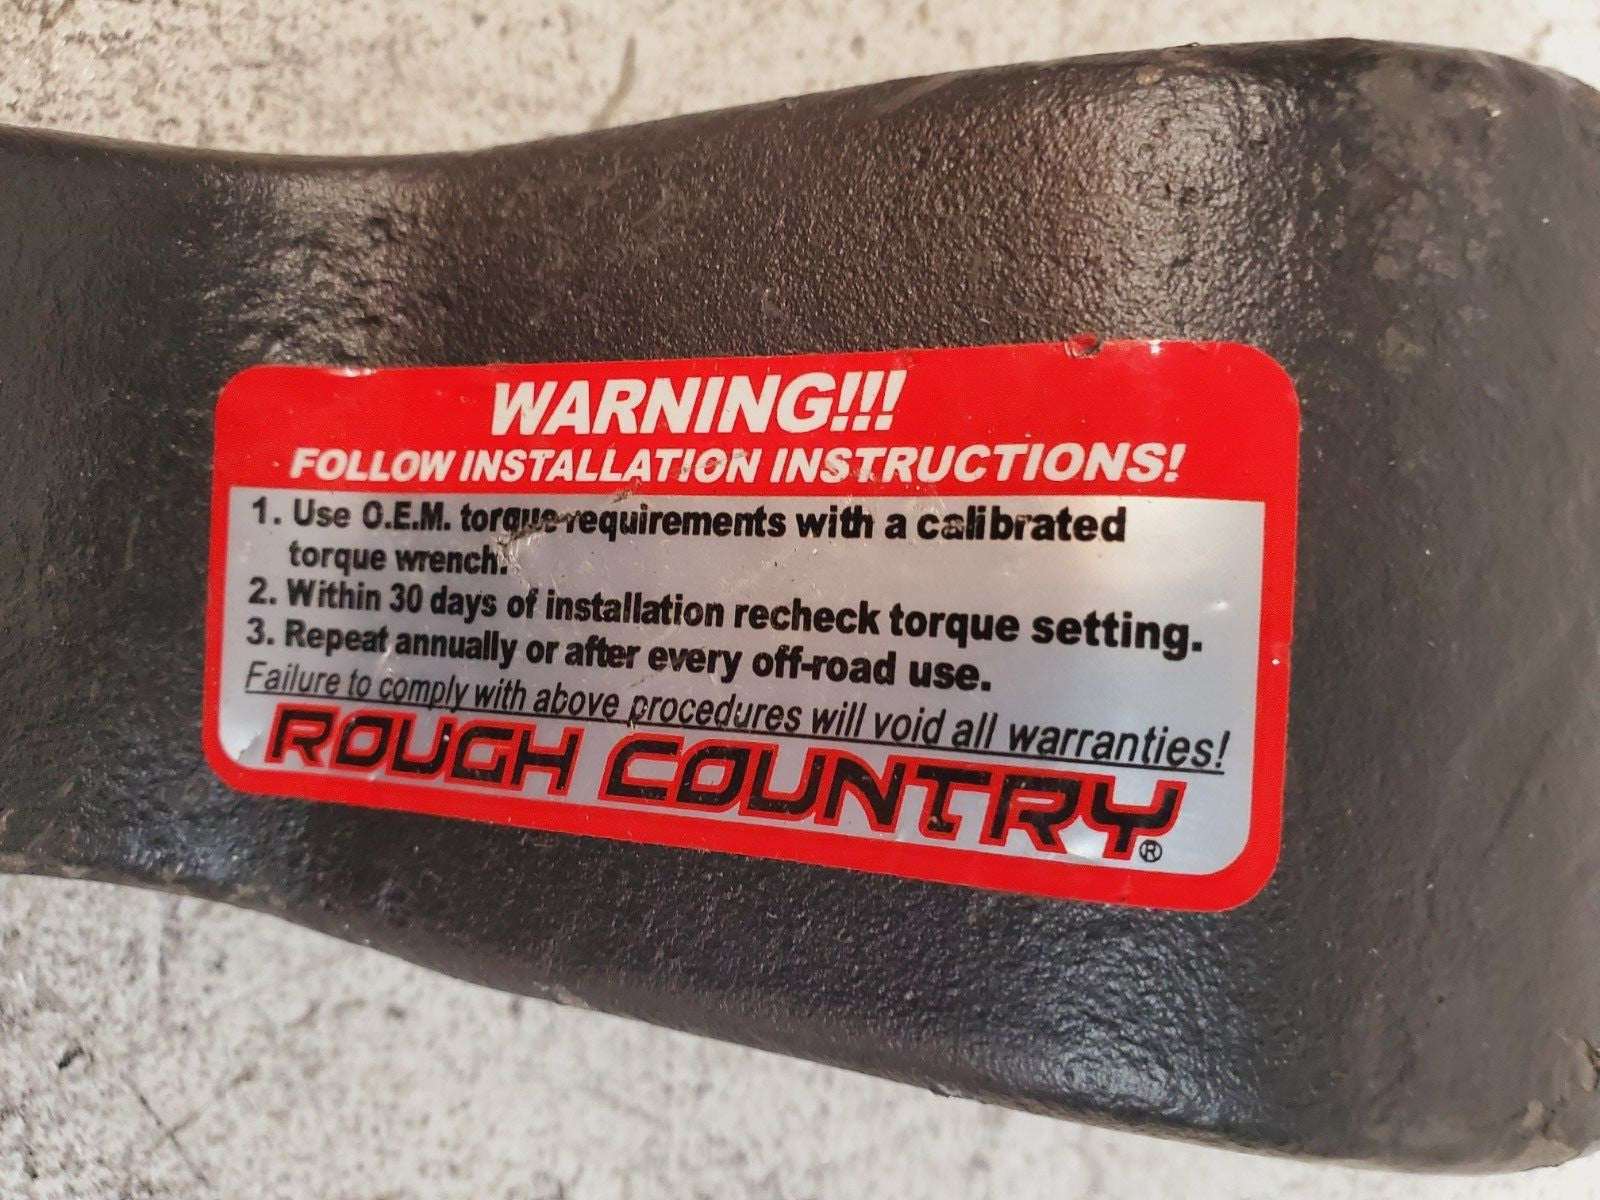 WARNING!!!
FOLLOW INSTALLATION INSTRUCTIONS!
1. Use O.E.M. torque requirements with a calibrated
torque wrench.
2. Within 30 days of installation recheck torque setting.
3. Repeat annually or after every off-road use.
Failure to comply with above procedures will void all warranties!
ROUGH COUNTRY®